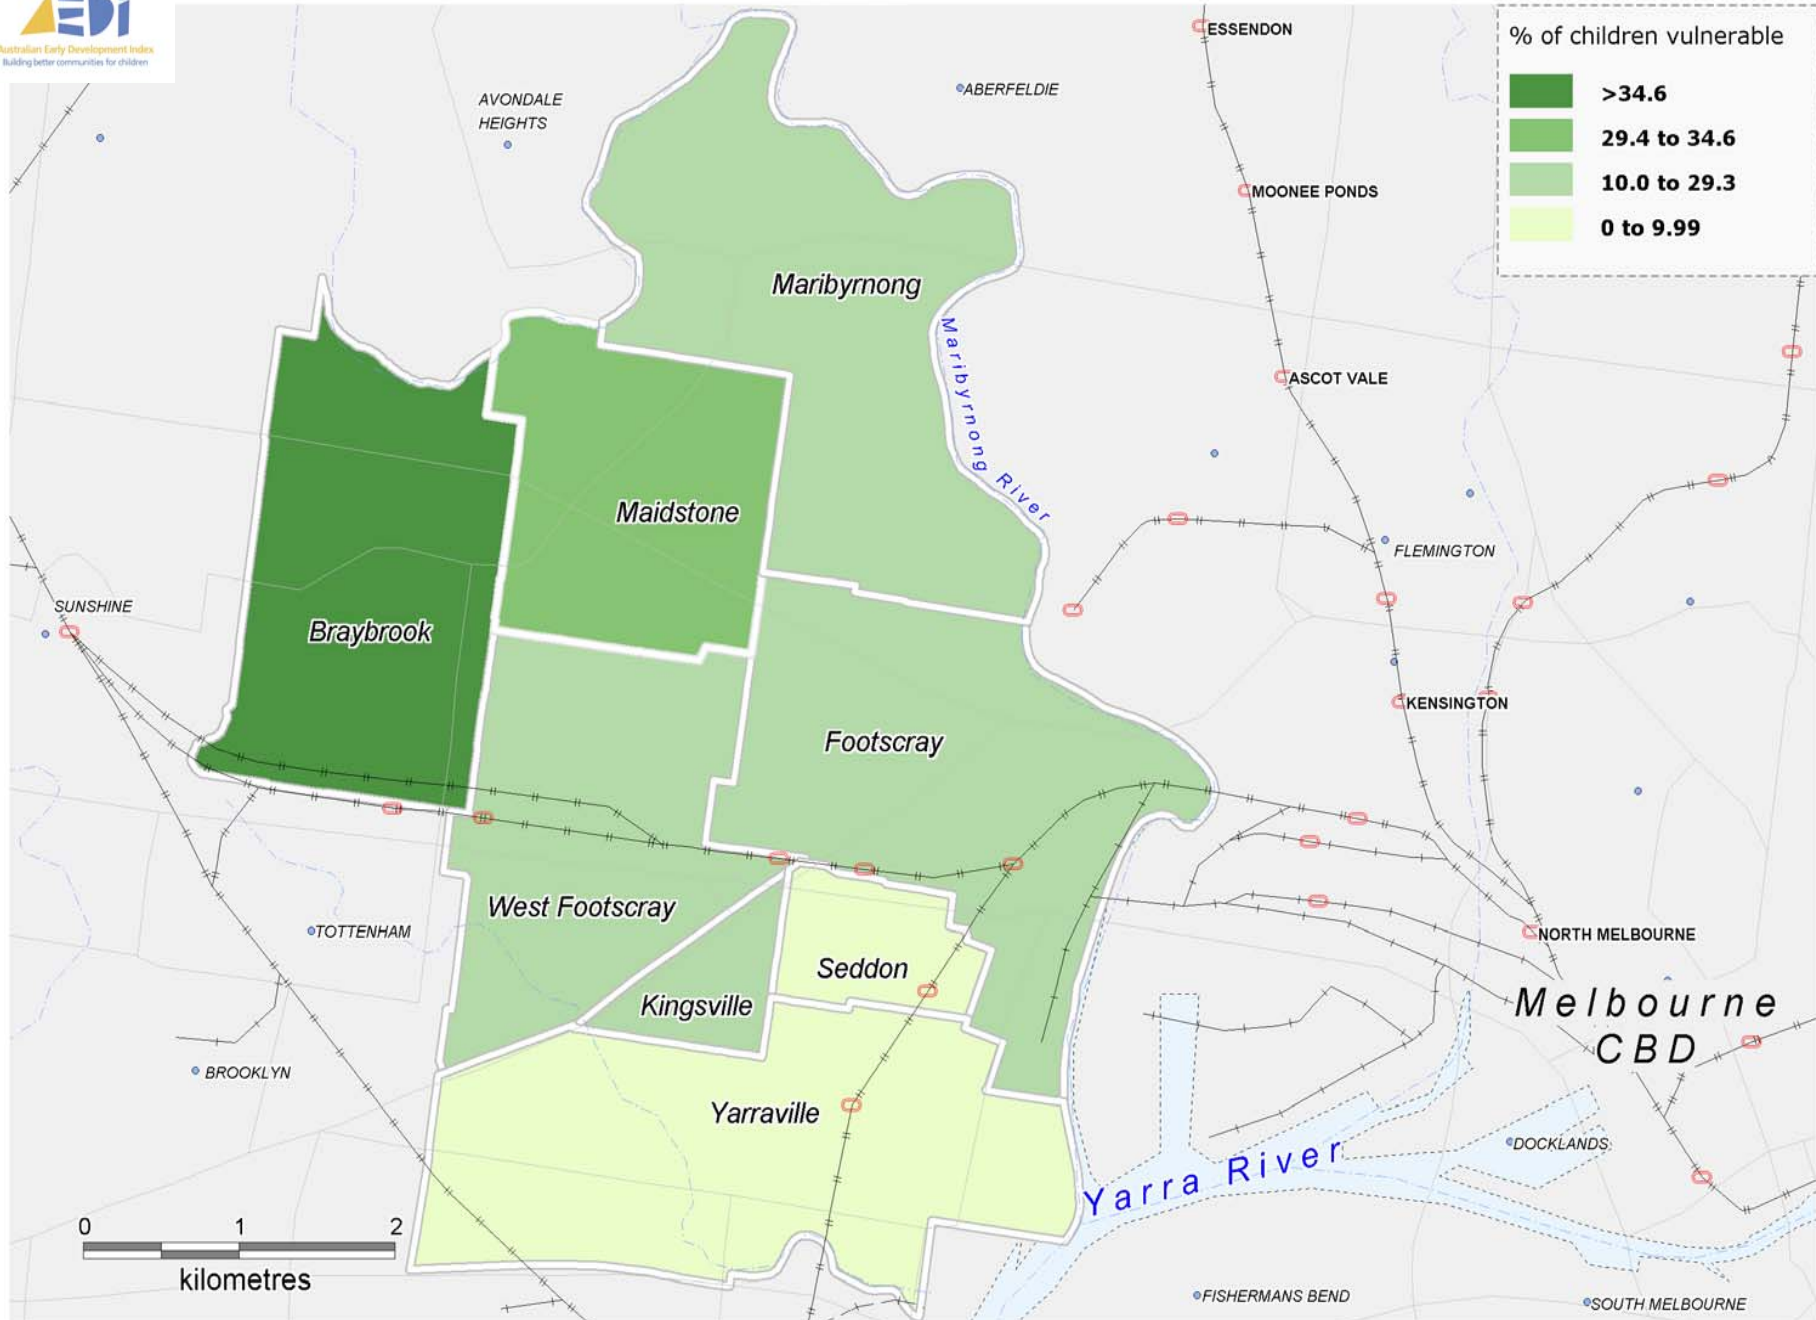 AEDI
Australian Early Development Index
Building better communities for children
% of children vulnerable
>34.6
29.4 to 34.6
10.0 to 29.3
0 to 9.99
ESSENDON
ABERFELDIE
AVONDALE
HEIGHTS
MOONEE PONDS
Maribyrnong
Maribyrnong River
ASCOT VALE
Maidstone
FLEMINGTON
SUNSHINE
Braybrook
KENSINGTON
Footscray
West Footscray
TOTTENHAM
NORTH MELBOURNE
Seddon
Kingsville
Melbourne
CBD
BROOKLYN
Yarraville
DOCKLANDS
Yarra River
0 1 2
kilometres
FISHERMANS BEND
SOUTH MELBOURNE